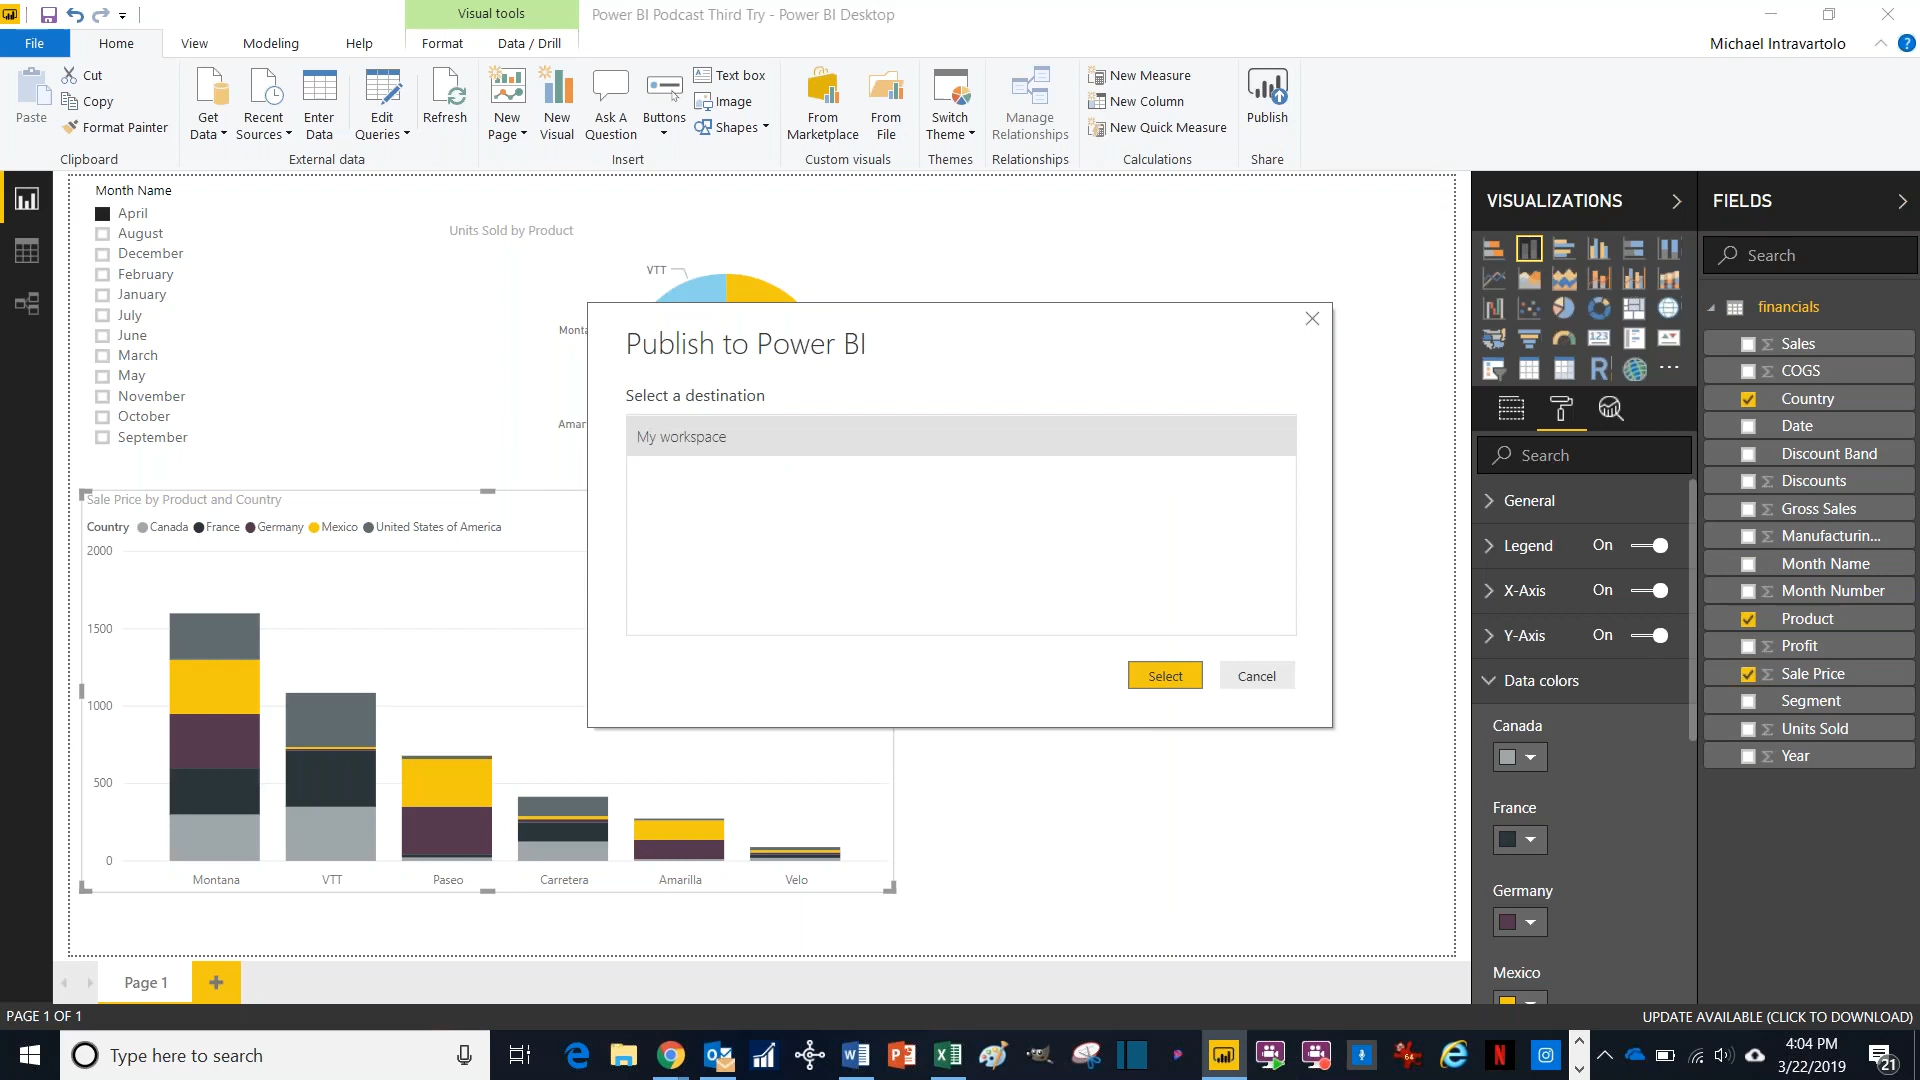 Visual tools
Power BI Podcast Third Try - Power BI Desktop
File
Home
View
Modeling
Help
Format
Data / Drill
Michael Intravartolo
?
Paste
Cut
Copy
Format Painter
Clipboard
Get Data
Recent Sources
Enter Data
Edit Queries
Refresh
External data
New Page
New Visual
Ask A Question
Buttons
Text box
Image
Shapes
Insert
From Marketplace
From File
Custom visuals
Switch Theme
Themes
Manage Relationships
Relationships
New Measure
New Column
New Quick Measure
Calculations
Publish
Share
Month Name
April
August
December
February
January
July
June
March
May
November
October
September
Units Sold by Product
VTT
Monta
Amar
Publish to Power BI
Select a destination
My workspace
Select
Cancel
Sale Price by Product and Country
Country Canada France Germany Mexico United States of America
2000
1500
1000
500
0
Montana
VTT
Paseo
Carretera
Amarilla
Velo
VISUALIZATIONS
123
R
Search
General
Legend On
X-Axis On
Y-Axis On
Data colors
Canada
France
Germany
Mexico
FIELDS
Search
financials
Sales
COGS
Country
Date
Discount Band
Discounts
Gross Sales
Manufacturin...
Month Name
Month Number
Product
Profit
Sale Price
Segment
Units Sold
Year
Page 1
PAGE 1 OF 1
UPDATE AVAILABLE (CLICK TO DOWNLOAD)
Type here to search
64
N
4:04 PM
3/22/2019
21